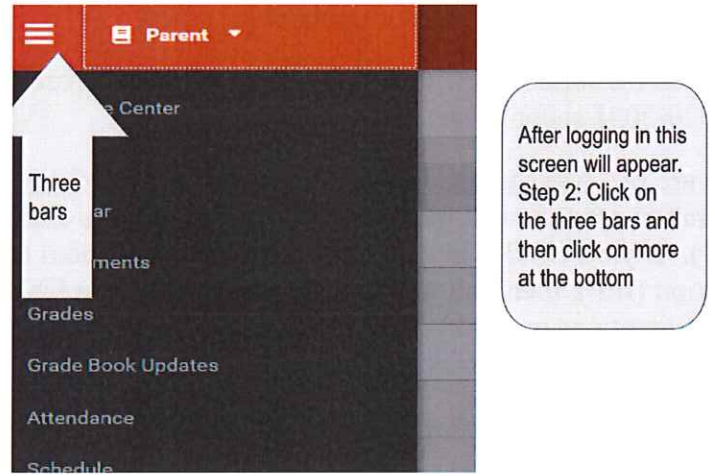 Parent
e Center
Three
bars
ar
ments
Grades
Grade Book Updates
Attendance
Schedule
After logging in this
screen will appear.
Step 2: Click on
the three bars and
then click on more
at the bottom